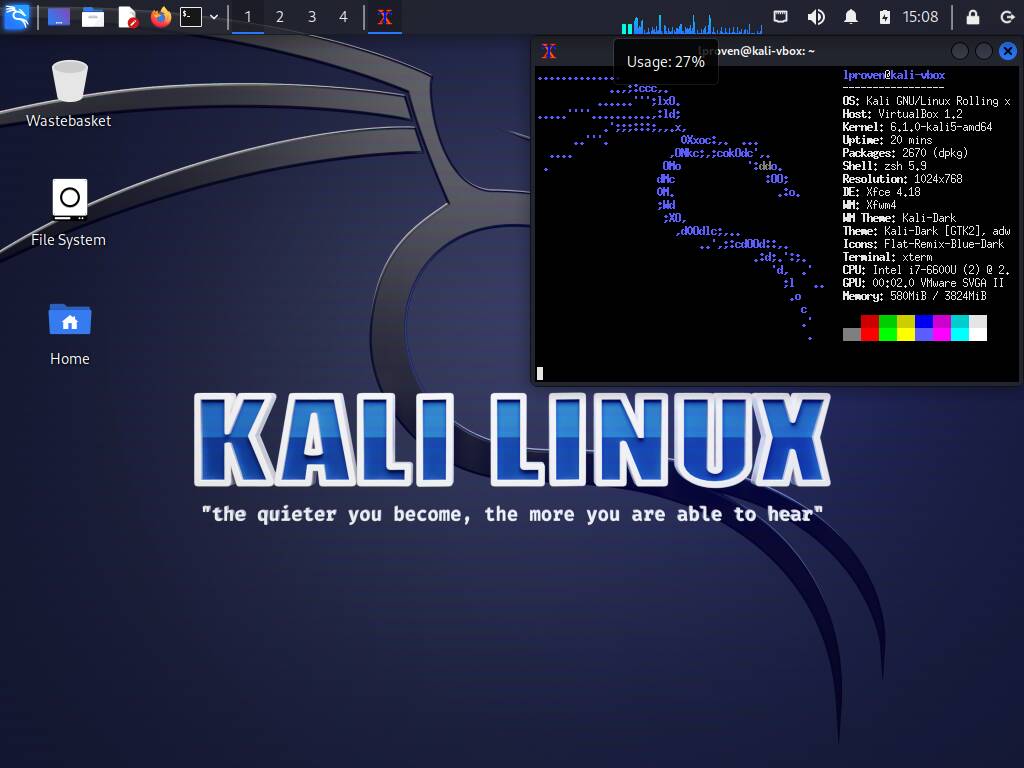 1 2 3 4
15:08
Usage: 27%
lproven@kali-vbox: ~
Wastebasket
File System
Home
lproven@kali-vbox
-----------------
OS: Kali GNU/Linux Rolling x
Host: VirtualBox 1.2
Kernel: 6.1.0-kali5-amd64
Uptime: 20 mins
Packages: 2670 (dpkg)
Shell: zsh 5.9
Resolution: 1024x768
DE: Xfce 4.18
WM: Xfwm4
WM Theme: Kali-Dark
Theme: Kali-Dark [GTK2], adw
Icons: Flat-Remix-Blue-Dark
Terminal: xterm
CPU: Intel i7-6600U (2) @ 2.
GPU: 00:02.0 VMware SVGA II
Memory: 580MiB / 3824MiB
KALI LINUX
"the quieter you become, the more you are able to hear"